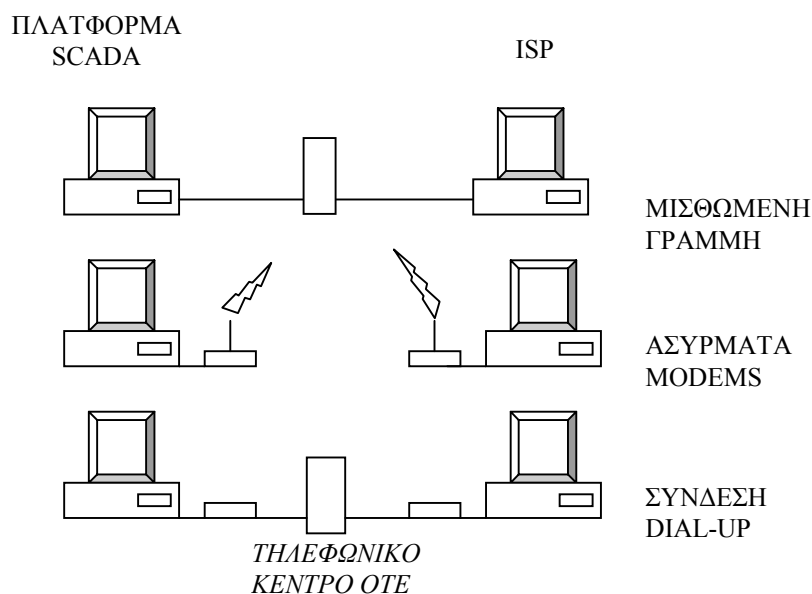 ΠΛΑΤΦΟΡΜΑ
SCADA
ISP
ΜΙΣΘΩΜΕΝΗ
ΓΡΑΜΜΗ
ΑΣΥΡΜΑΤΑ
MODEMS
ΣΥΝΔΕΣΗ
DIAL-UP
ΤΗΛΕΦΩΝΙΚΟ
ΚΕΝΤΡΟ ΟΤΕ